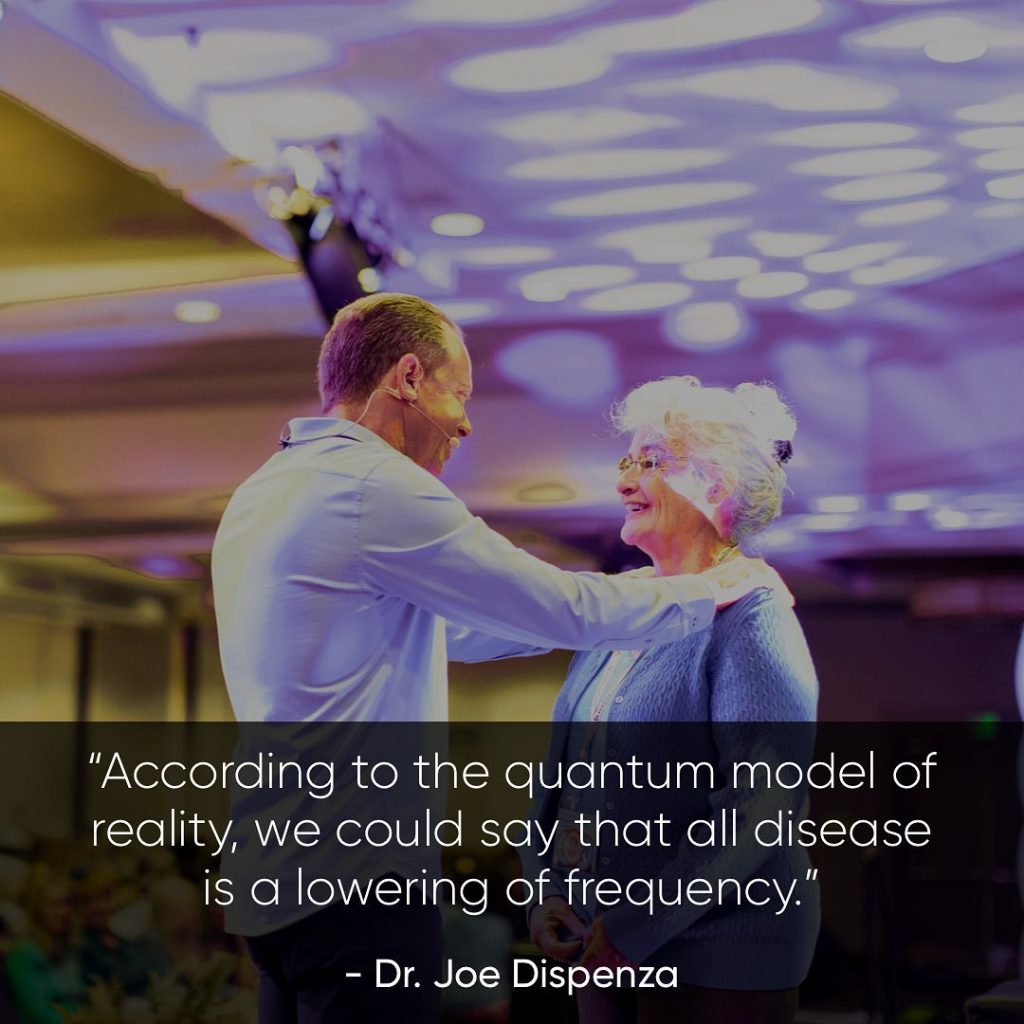 “According to the quantum model of
reality, we could say that all disease
is a lowering of frequency.”
- Dr. Joe Dispenza